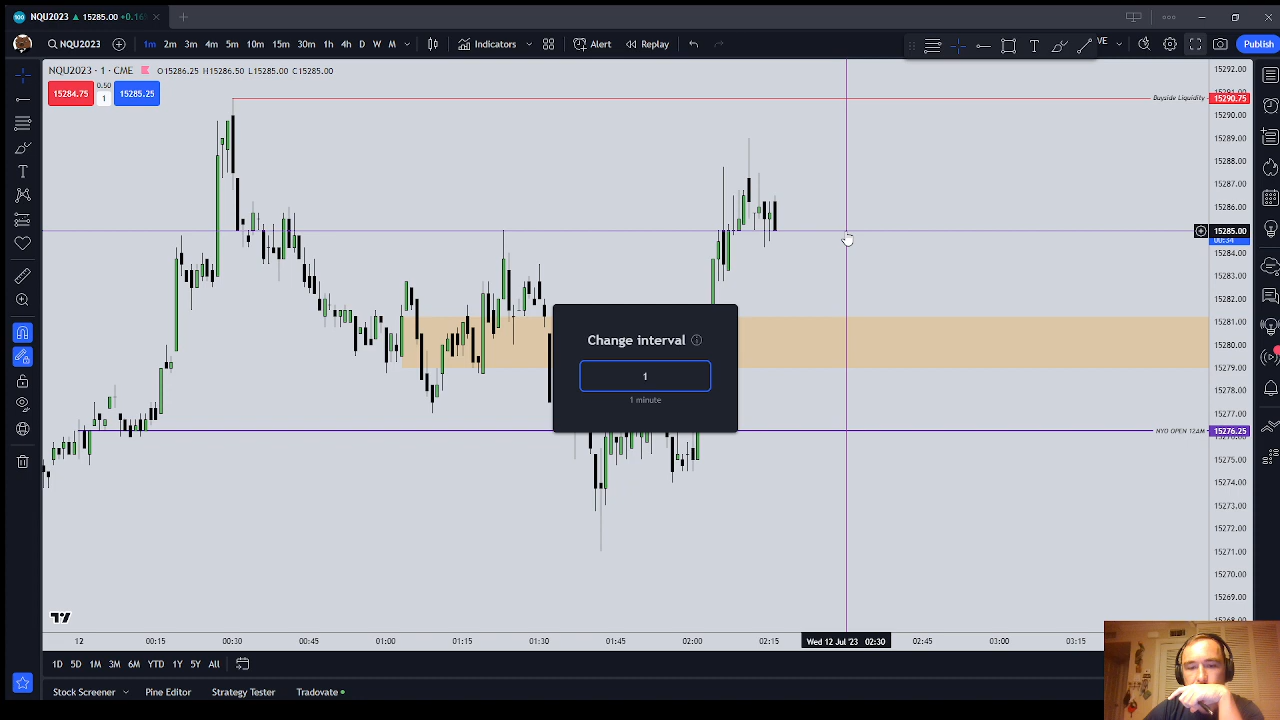 100 NQU2023 ▲ 15285.00 +0.16
NQU2023
1m 2m 3m 4m 5m 10m 15m 30m 1h 4h D W M
Indicators
Alert
Replay
VE
Publish
NQU2023 · 1 · CME
O15286.25 H15286.50 L15285.00 C15285.00
15284.75
0.50
1
15285.25
Buyside Liquidity
15290.75
NYO OPEN 12AM
15276.25
15292.00
15290.00
15289.00
15288.00
15287.00
15286.00
15285.00
00:34
15284.00
15283.00
15282.00
15281.00
15280.00
15279.00
15278.00
15277.00
15275.00
15274.00
15273.00
15272.00
15271.00
15270.00
15269.00
Change interval
1
1 minute
12 00:15 00:30 00:45 01:00 01:15 01:30 01:45 02:00 02:15 Wed 12 Jul '23 02:30 02:45 03:00 03:15
1D 5D 1M 3M 6M YTD 1Y 5Y All
Stock Screener
Pine Editor
Strategy Tester
Tradovate